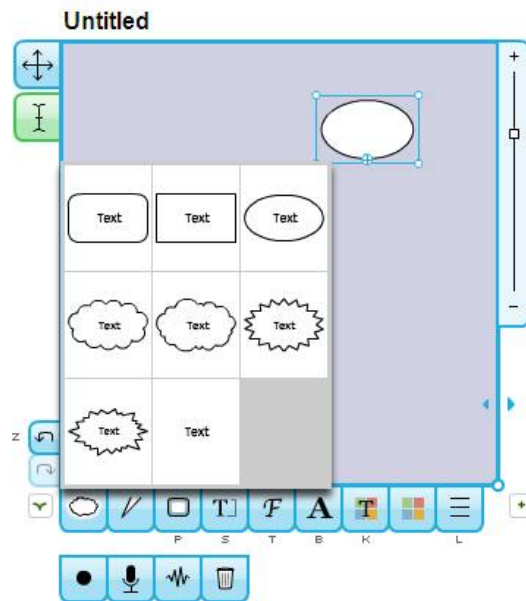 Untitled
+
Text Text Text
Text Text Text
Text Text
−
Z
T F A T
P S T B K L